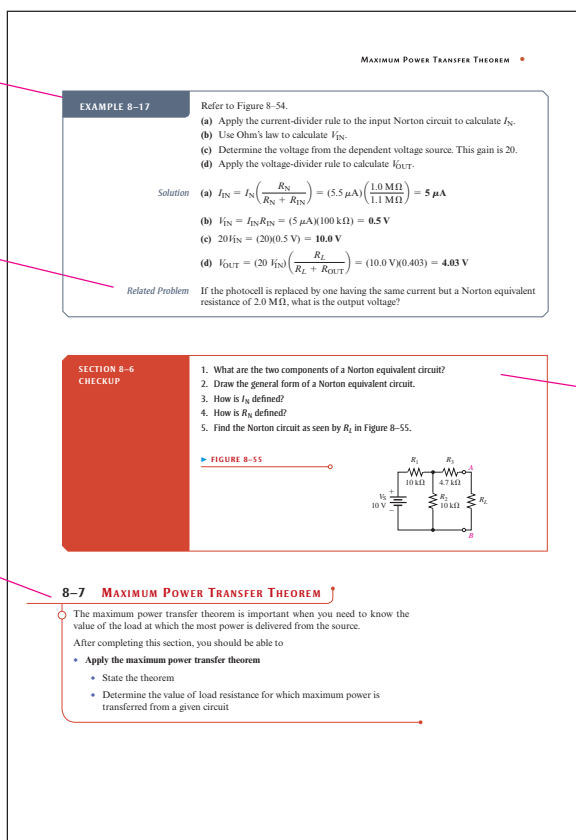 MAXIMUM POWER TRANSFER THEOREM •
EXAMPLE 8–17
Refer to Figure 8–54.
(a) Apply the current-divider rule to the input Norton circuit to calculate I_N.
(b) Use Ohm's law to calculate V_IN.
(c) Determine the voltage from the dependent voltage source. This gain is 20.
(d) Apply the voltage-divider rule to calculate V_OUT.
Solution (a) I_IN = I_N(R_N / (R_N + R_IN)) = (5.5 μA)(1.0 MΩ / 1.1 MΩ) = 5 μA
(b) V_IN = I_IN R_IN = (5 μA)(100 kΩ) = 0.5 V
(c) 20V_IN = (20)(0.5 V) = 10.0 V
(d) V_OUT = (20 V_IN)(R_L / (R_L + R_OUT)) = (10.0 V)(0.403) = 4.03 V
Related Problem If the photocell is replaced by one having the same current but a Norton equivalent
resistance of 2.0 MΩ, what is the output voltage?
SECTION 8–6
CHECKUP
1. What are the two components of a Norton equivalent circuit?
2. Draw the general form of a Norton equivalent circuit.
3. How is I_N defined?
4. How is R_N defined?
5. Find the Norton circuit as seen by R_L in Figure 8–55.
▶ FIGURE 8–55
R1 R3 A
10 kΩ 4.7 kΩ
+
V_S R2 R_L
10 V 10 kΩ
−
B
8–7 MAXIMUM POWER TRANSFER THEOREM
The maximum power transfer theorem is important when you need to know the
value of the load at which the most power is delivered from the source.
After completing this section, you should be able to
◆ Apply the maximum power transfer theorem
◆ State the theorem
◆ Determine the value of load resistance for which maximum power is
transferred from a given circuit